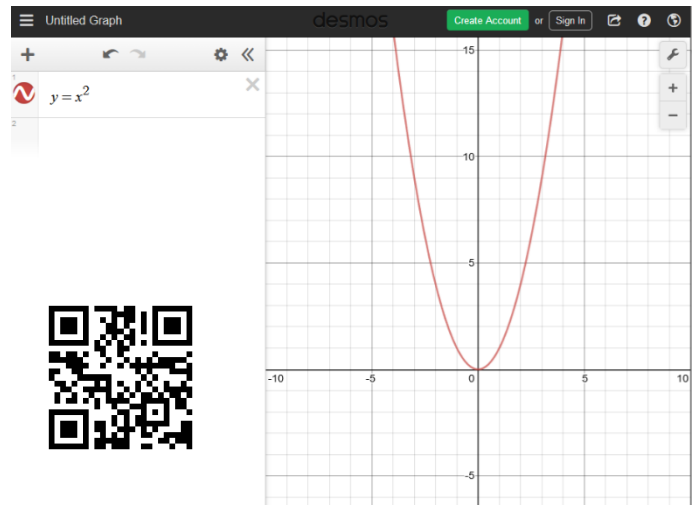 Untitled Graph
desmos
Create Account or Sign In
1
y = x²
2
15
10
5
-10 -5 0 5 10
-5